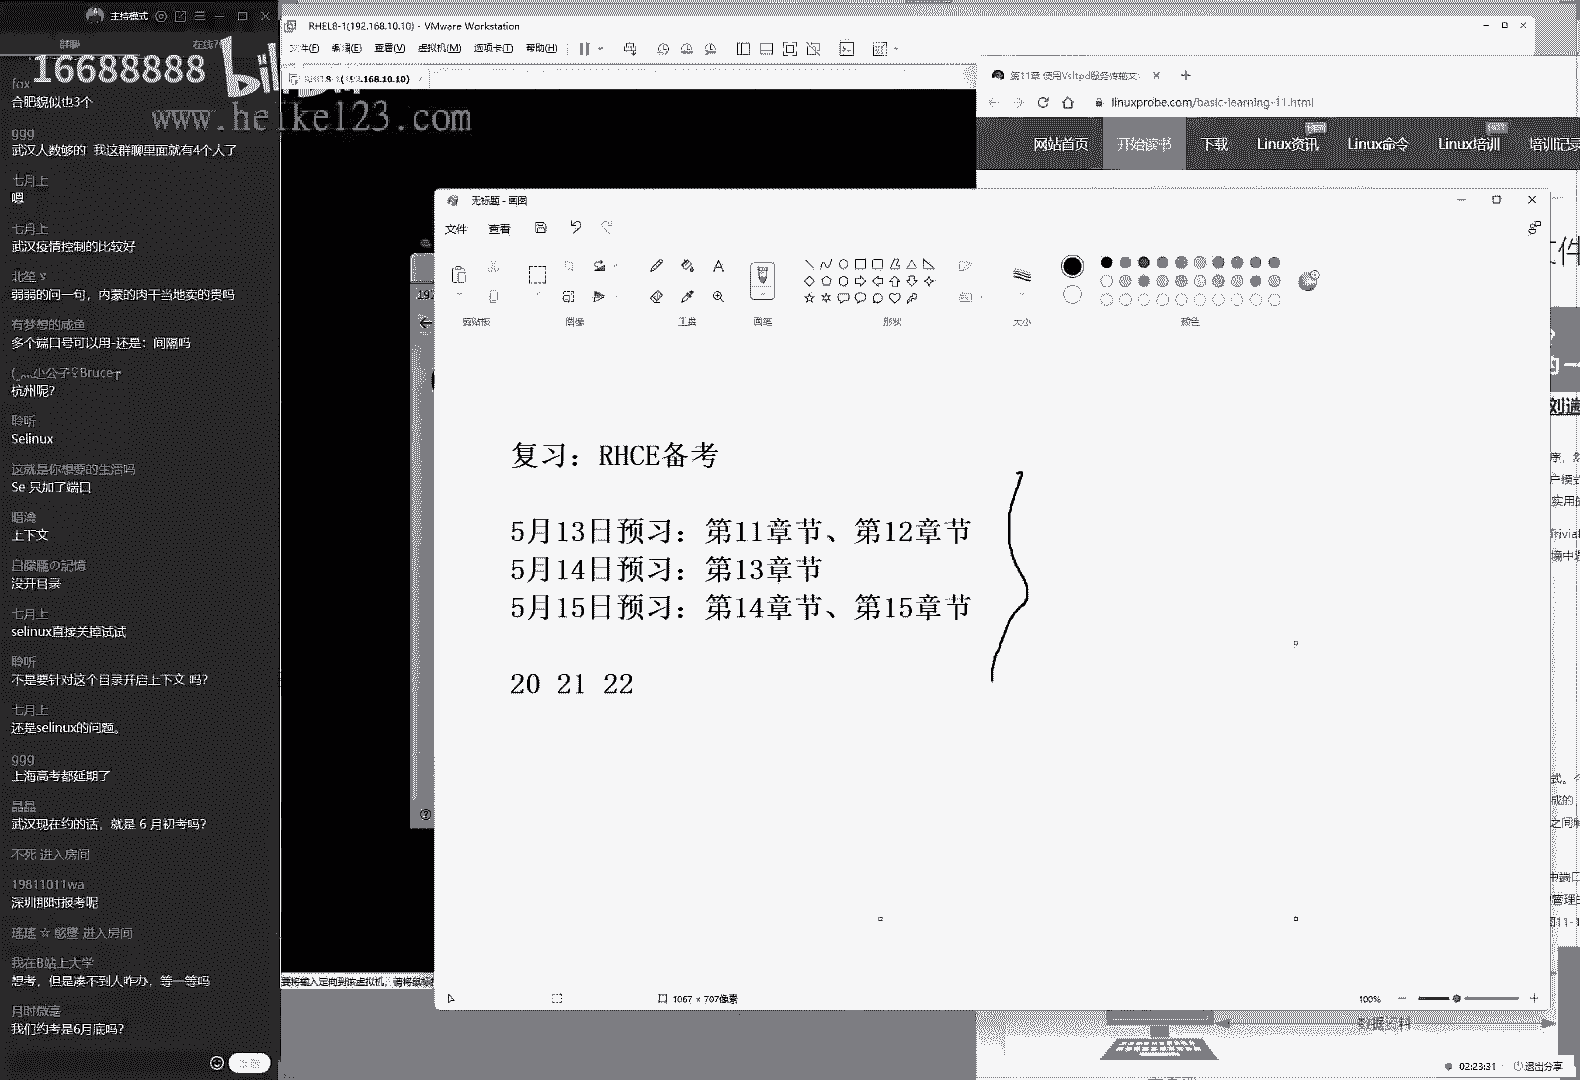 主持模式
群聊
在线7
16688888
www.heike123.com
fox
合肥貌似也3个
ggg
武汉人数够的 我这群聊里面就有4个人了
七月上
嗯
七月上
武汉疫情控制的比较好
弱弱的问一句，内蒙的肉干当地卖的贵吗
有梦想的咸鱼
多个端口号可以用-还是：间隔吗
杭州呢？
聆听
Selinux
这就是你想要的生活吗
Se 只加了端口
上下文
白朦朧の記憶
没开目录
七月上
selinux直接关掉试试
聆听
不是要针对这个目录开启上下文 吗？
七月上
还是selinux的问题。
ggg
上海高考都延期了
晶晶
武汉现在约的话，就是 6 月初考吗？
不死 进入房间
19811011wa
深圳那时报考呢
进入房间
我在B站上大学
想考，但是凑不到人咋办，等一等吗
我们约考是6月底吗？
RHEL8-1(192.168.10.10) - VMware Workstation
文件(F) 编辑(E) 查看(V) 虚拟机(M) 选项卡(T) 帮助(H)
RHEL8-1(192.168.10.10)
第11章 使用Vsftpd服务传输文
linuxprobe.com/basic-learning-11.html
网站首页 开始读书 下载 Linux资讯 Linux命令 Linux培训 培训记录
无标题 - 画图
文件 查看
剪贴板 图像 工具 画笔 形状 大小 颜色
复习：RHCE备考
5月13日预习：第11章节、第12章节
5月14日预习：第13章节
5月15日预习：第14章节、第15章节
20 21 22
1067 × 707像素
100%
数据资料
02:23:31
退出分享